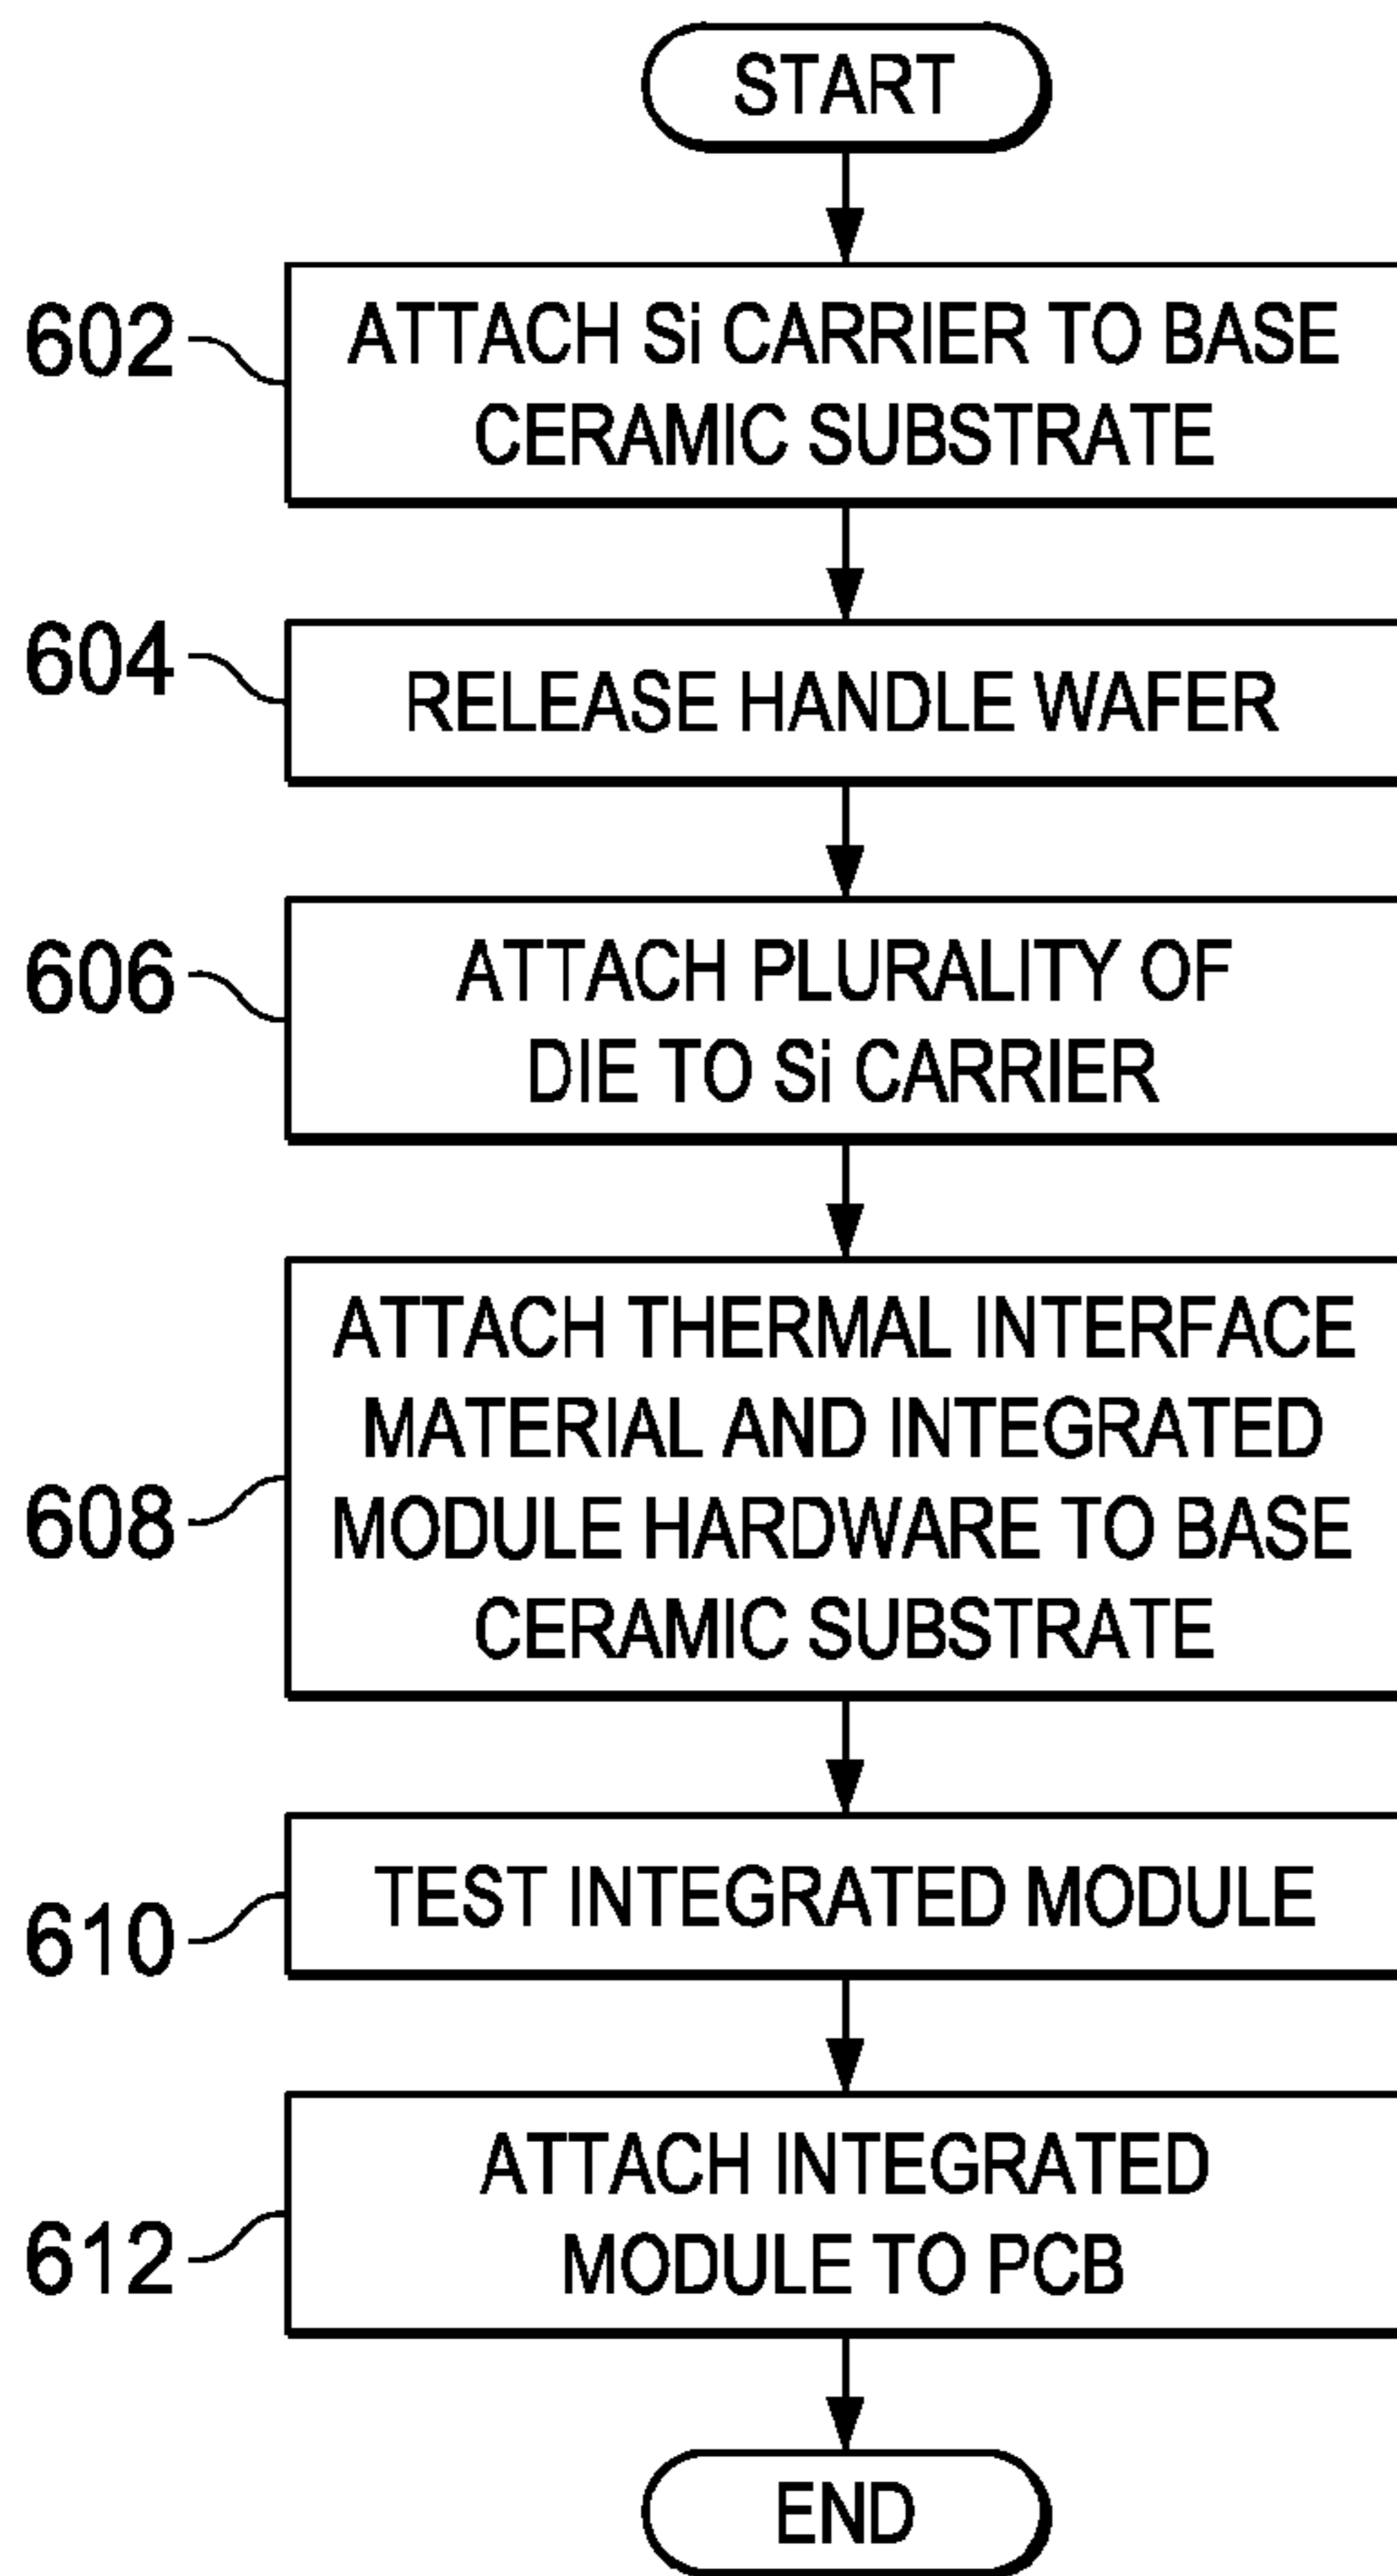 START
602
ATTACH Si CARRIER TO BASE
CERAMIC SUBSTRATE
604
RELEASE HANDLE WAFER
606
ATTACH PLURALITY OF
DIE TO Si CARRIER
608
ATTACH THERMAL INTERFACE
MATERIAL AND INTEGRATED
MODULE HARDWARE TO BASE
CERAMIC SUBSTRATE
610
TEST INTEGRATED MODULE
612
ATTACH INTEGRATED
MODULE TO PCB
END